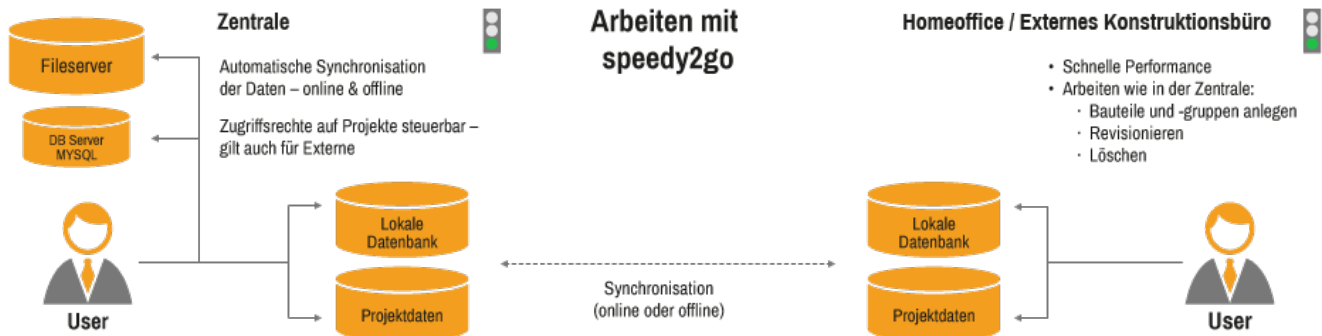 Zentrale
Fileserver
Automatische Synchronisation
der Daten – online & offline
Zugriffsrechte auf Projekte steuerbar –
gilt auch für Externe
DB Server
MYSQL
User
Lokale
Datenbank
Projektdaten
Arbeiten mit
speedy2go
Synchronisation
(online oder offline)
Homeoffice / Externes Konstruktionsbüro
• Schnelle Performance
• Arbeiten wie in der Zentrale:
· Bauteile und -gruppen anlegen
· Revisionieren
· Löschen
Lokale
Datenbank
Projektdaten
User